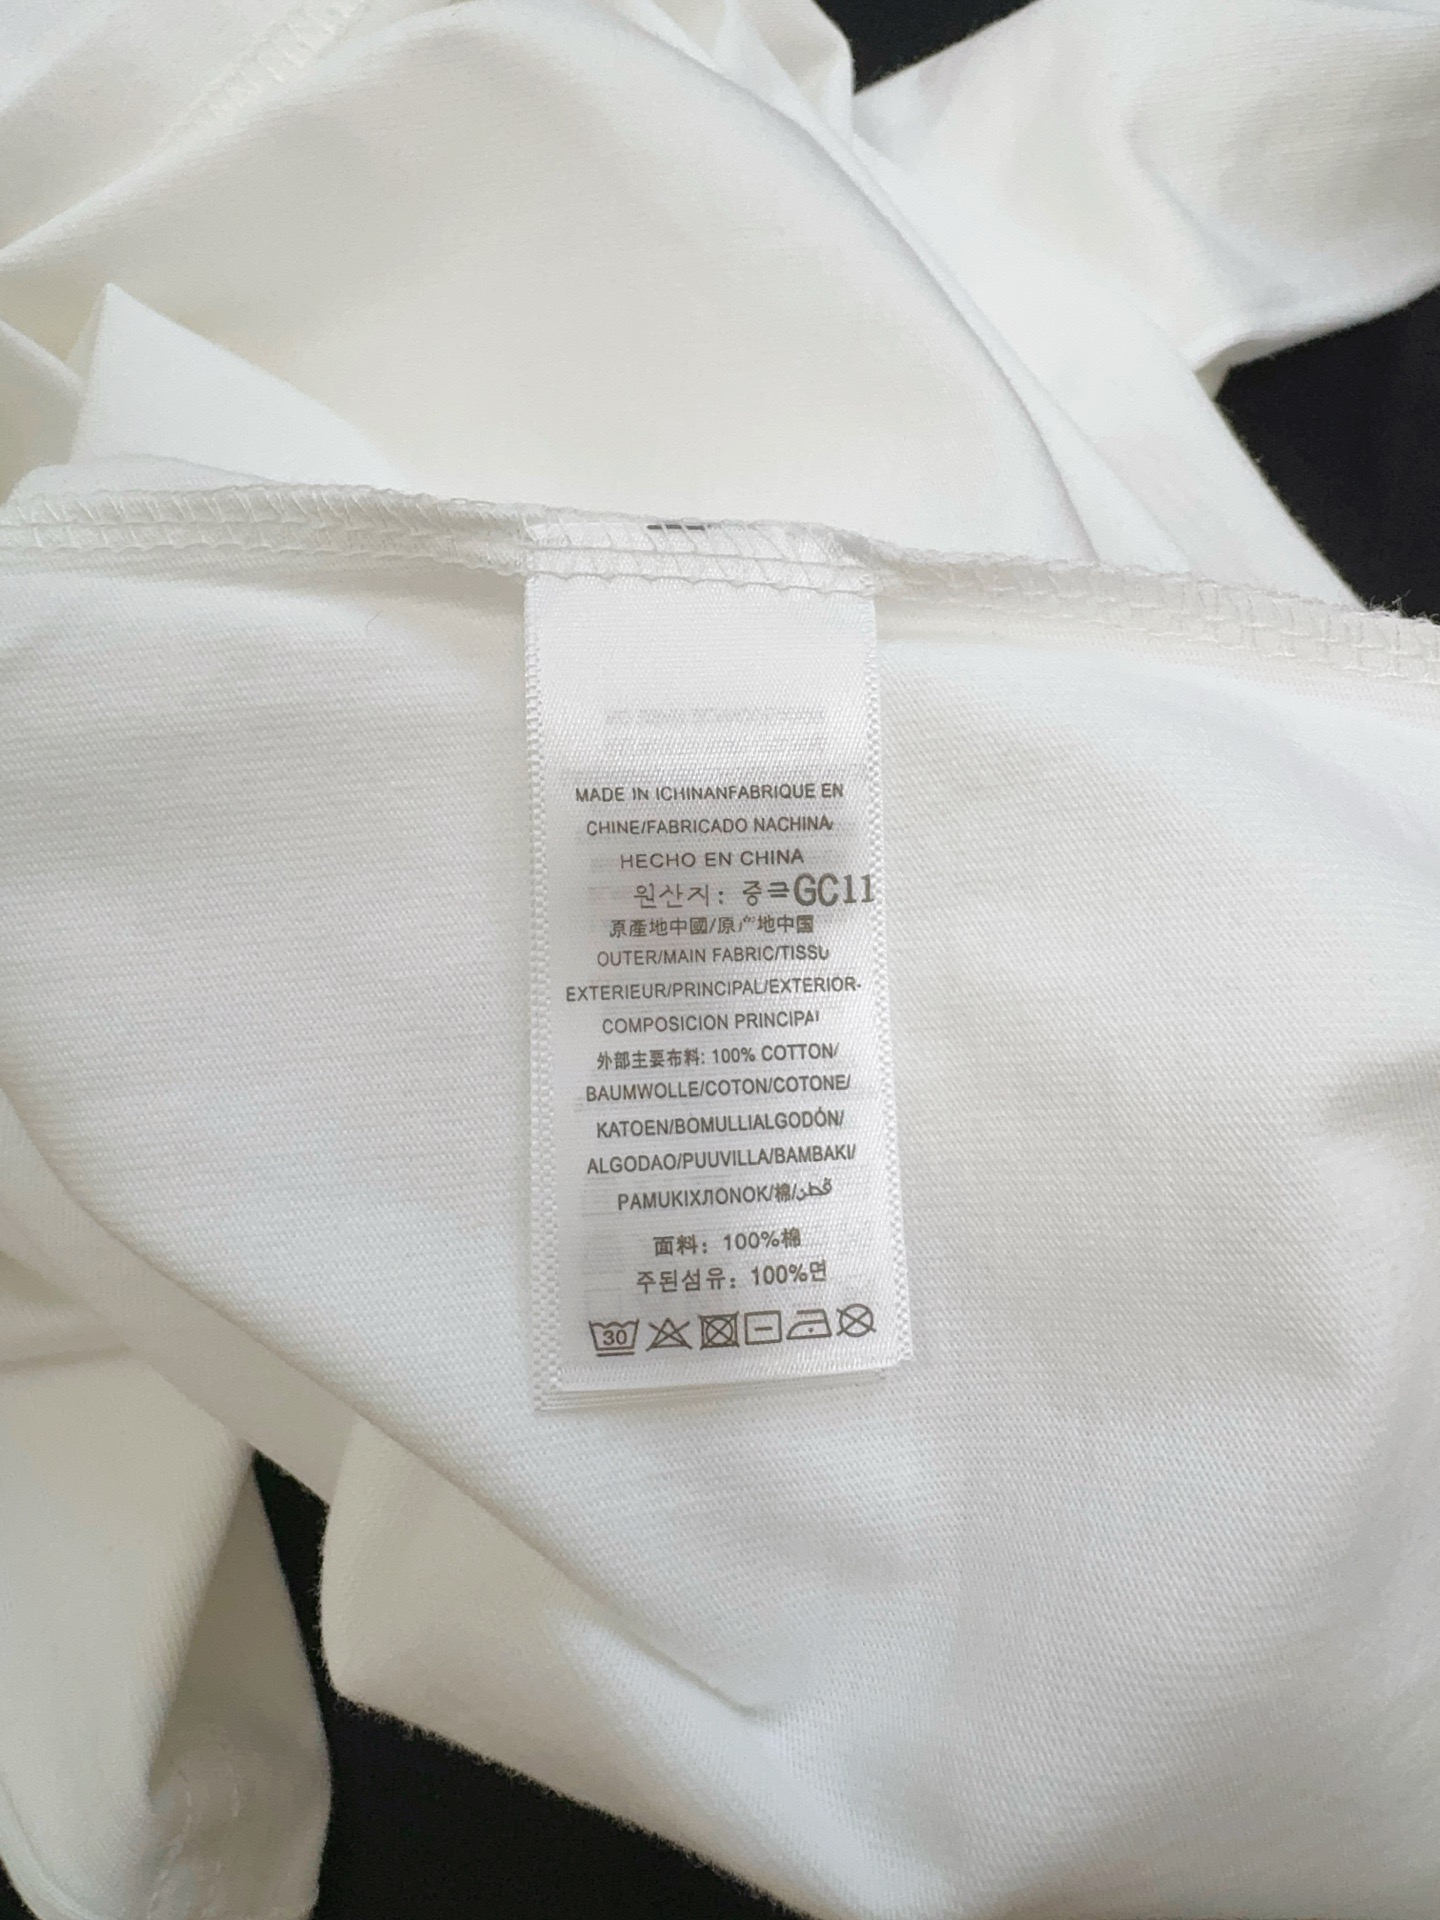 MADE IN ICHINANFABRIQUE EN
CHINE/FABRICADO NACHINA
HECHO EN CHINA
원산지: 중국GC11
原產地中國/原产地中国
OUTER/MAIN FABRIC/TISSU
EXTERIEUR/PRINCIPAL/EXTERIOR-
COMPOSICION PRINCIPAl
外部主要布料: 100% COTTON/
BAUMWOLLE/COTON/COTONE/
KATOEN/BOMULLIALGODÓN/
ALGODAO/PUUVILLA/BAMBAKI/
PAMUKIXЛONOK/棉/قطن
面料: 100%棉
주된섬유: 100%면
30